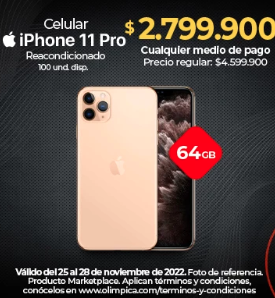 Celular
iPhone 11 Pro
Reacondicionado
100 und. disp.
$2.799.900
Cualquier medio de pago
Precio regular: $4.599.900
64GB
Válido del 25 al 28 de noviembre de 2022. Foto de referencia.
Producto Marketplace. Aplican términos y condiciones,
conócelos en www.olimpica.com/terminos-y-condiciones